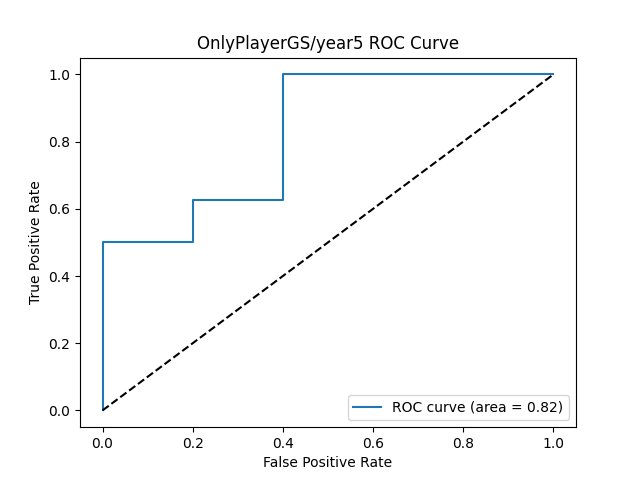 OnlyPlayerGS/year5 ROC Curve
1.0
0.8
0.6
0.4
0.2
0.0
True Positive Rate
ROC curve (area = 0.82)
0.0 0.2 0.4 0.6 0.8 1.0
False Positive Rate